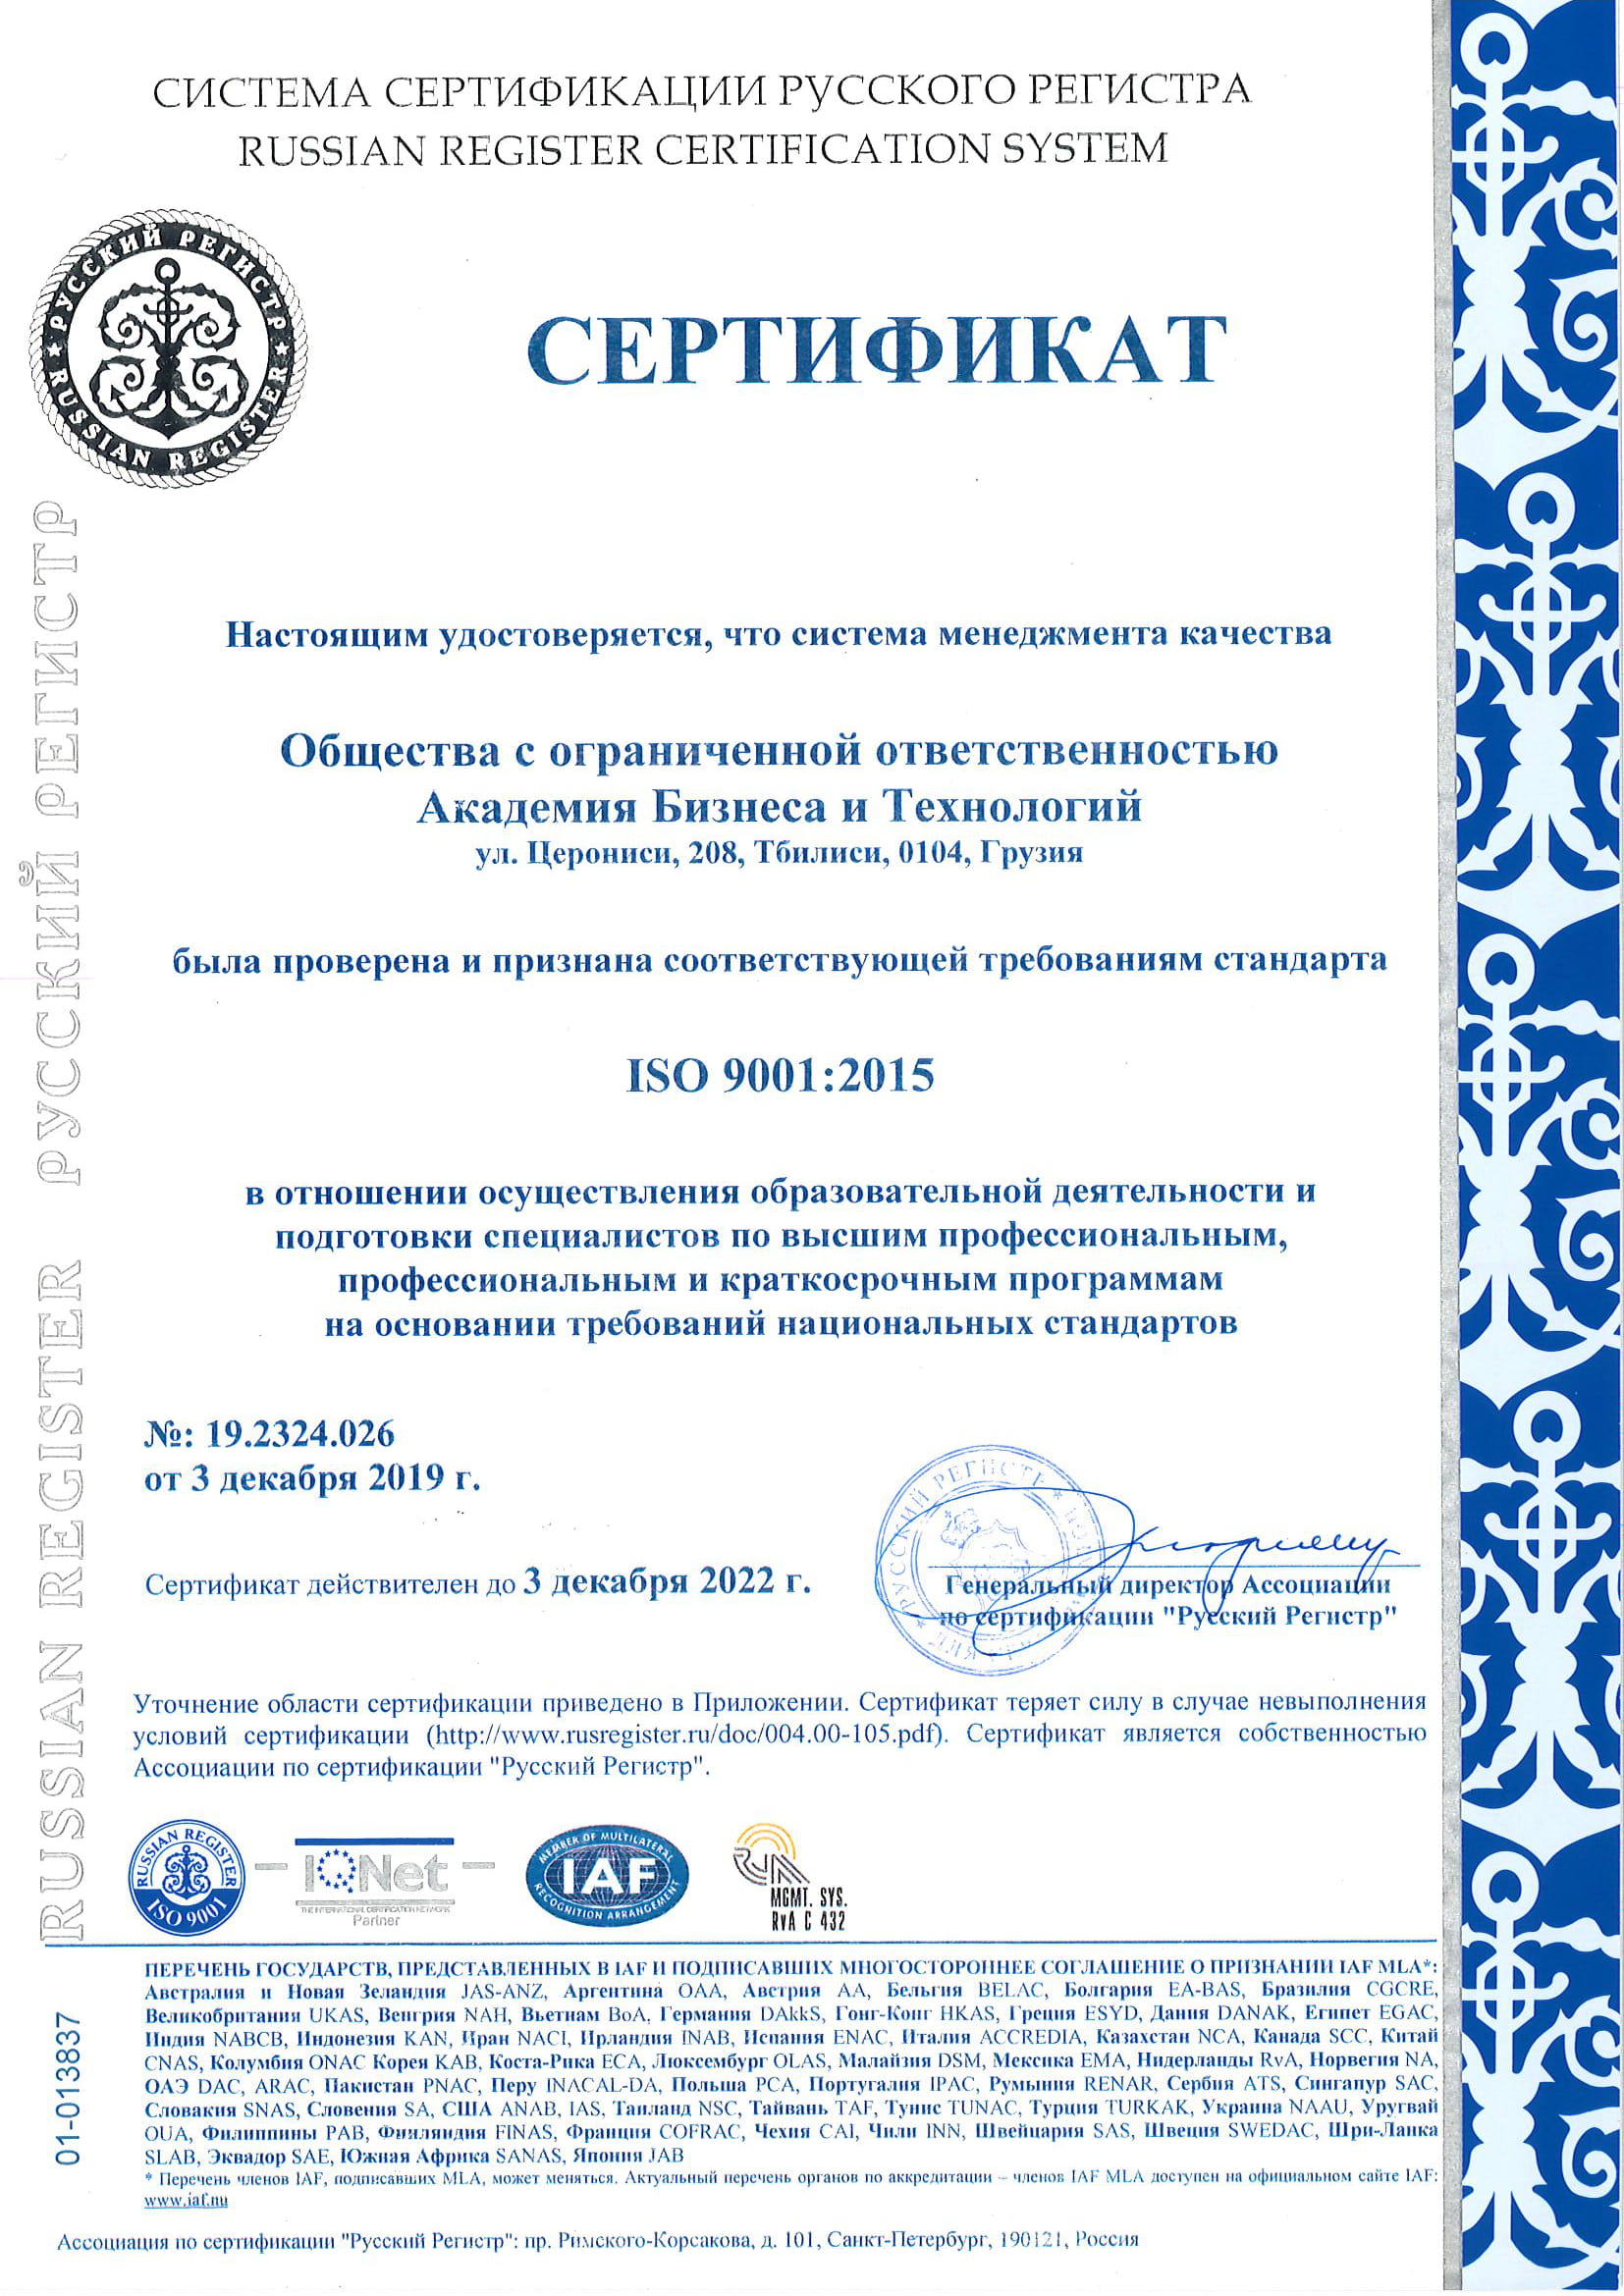 СИСТЕМА СЕРТИФИКАЦИИ РУССКОГО РЕГИСТРА
RUSSIAN REGISTER CERTIFICATION SYSTEM
РУССКИЙ РЕГИСТР
RUSSIAN REGISTER
СЕРТИФИКАТ
Настоящим удостоверяется, что система менеджмента качества
Общества с ограниченной ответственностью
Академия Бизнеса и Технологий
ул. Церониси, 208, Тбилиси, 0104, Грузия
была проверена и признана соответствующей требованиям стандарта
ISO 9001:2015
в отношении осуществления образовательной деятельности и
подготовки специалистов по высшим профессиональным,
профессиональным и краткосрочным программам
на основании требований национальных стандартов
№: 19.2324.026
от 3 декабря 2019 г.
Сертификат действителен до 3 декабря 2022 г.
РУССКИЙ РЕГИСТР
Генеральный директор Ассоциации
по сертификации "Русский Регистр"
Уточнение области сертификации приведено в Приложении. Сертификат теряет силу в случае невыполнения
условий сертификации (http://www.rusregister.ru/doc/004.00-105.pdf). Сертификат является собственностью
Ассоциации по сертификации "Русский Регистр".
RUSSIAN REGISTER
ISO 9001
IQNet
THE INTERNATIONAL CERTIFICATION NETWORK
Partner
MEMBER OF MULTILATERAL
IAF
RECOGNITION ARRANGEMENT
RvA
MGMT. SYS.
RvA C 432
ПЕРЕЧЕНЬ ГОСУДАРСТВ, ПРЕДСТАВЛЕННЫХ В IAF И ПОДПИСАВШИХ МНОГОСТОРОННЕЕ СОГЛАШЕНИЕ О ПРИЗНАНИИ IAF MLA*:
Австралия и Новая Зеландия JAS-ANZ, Аргентина OAA, Австрия AA, Бельгия BELAC, Болгария EA-BAS, Бразилия CGCRE,
Великобритания UKAS, Венгрия NAH, Вьетнам BoA, Германия DAkkS, Гонг-Конг HKAS, Греция ESYD, Дания DANAK, Египет EGAC,
Индия NABCB, Индонезия KAN, Иран NACI, Ирландия INAB, Испания ENAC, Италия ACCREDIA, Казахстан NCA, Канада SCC, Китай
CNAS, Колумбия ONAC Корея KAB, Коста-Рика ECA, Люксембург OLAS, Малайзия DSM, Мексика EMA, Нидерланды RvA, Норвегия NA,
ОАЭ DAC, ARAC, Пакистан PNAC, Перу INACAL-DA, Польша PCA, Португалия IPAC, Румыния RENAR, Сербия ATS, Сингапур SAC,
Словакия SNAS, Словения SA, США ANAB, IAS, Таиланд NSC, Тайвань TAF, Тунис TUNAC, Турция TURKAK, Украина NAAU, Уругвай
OUA, Филиппины PAB, Финляндия FINAS, Франция COFRAC, Чехия CAI, Чили INN, Швейцария SAS, Швеция SWEDAC, Шри-Ланка
SLAB, Эквадор SAE, Южная Африка SANAS, Япония JAB
* Перечень членов IAF, подписавших MLA, может меняться. Актуальный перечень органов по аккредитации – членов IAF MLA доступен на официальном сайте IAF:
www.iaf.nu
Ассоциация по сертификации "Русский Регистр": пр. Римского-Корсакова, д. 101, Санкт-Петербург, 190121, Россия
RUSSIAN REGISTER РУССКИЙ РЕГИСТР
01-013837